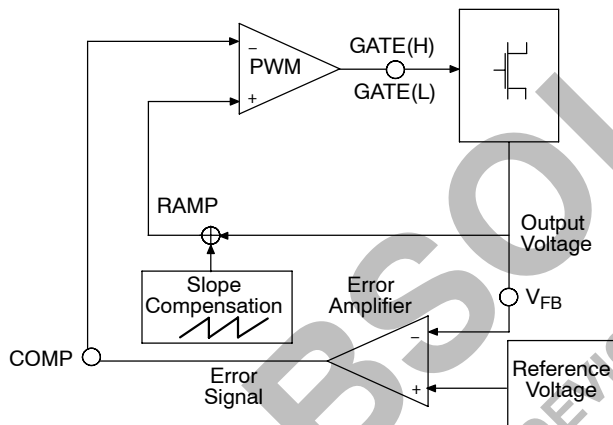 GATE(H)
−
PWM
+
GATE(L)
RAMP
Output
Voltage
Slope
Compensation
Error
Amplifier
VFB
−
COMP
Error
Signal
+
Reference
Voltage